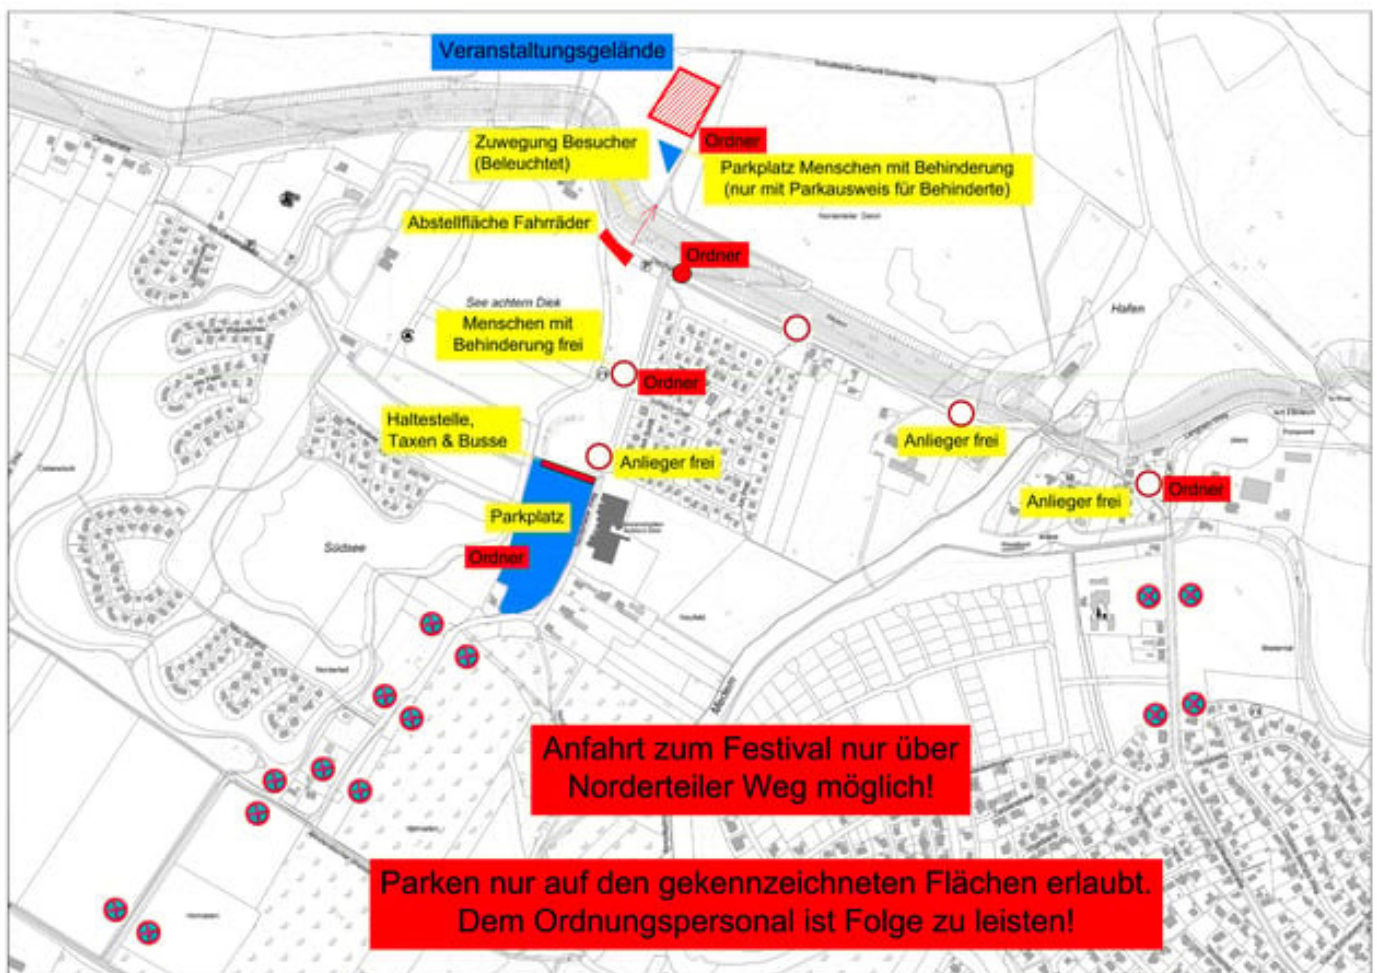 Veranstaltungsgelände
Ordner
Zuwegung Besucher
(Beleuchtet)
Parkplatz Menschen mit Behinderung
(nur mit Parkausweis für Behinderte)
Abstellfläche Fahrräder
Ordner
See achtern Diek
Hafen
Menschen mit
Behinderung frei
Ordner
Haltestelle,
Taxen & Busse
Anlieger frei
Anlieger frei
Anlieger frei
Ordner
Parkplatz
Ordner
Südsee
Medem
Anfahrt zum Festival nur über
Norderteiler Weg möglich!
Parken nur auf den gekennzeichneten Flächen erlaubt.
Dem Ordnungspersonal ist Folge zu leisten!